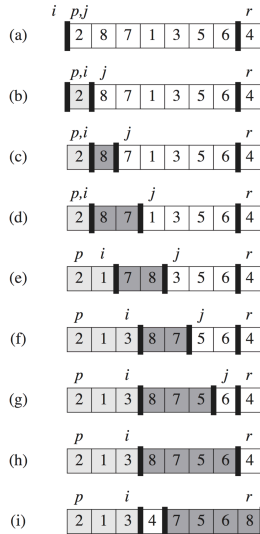 i p,j r
(a) 2 8 7 1 3 5 6 4
p,i j r
(b) 2 8 7 1 3 5 6 4
p,i j r
(c) 2 8 7 1 3 5 6 4
p,i j r
(d) 2 8 7 1 3 5 6 4
p i j r
(e) 2 1 7 8 3 5 6 4
p i j r
(f) 2 1 3 8 7 5 6 4
p i j r
(g) 2 1 3 8 7 5 6 4
p i r
(h) 2 1 3 8 7 5 6 4
p i r
(i) 2 1 3 4 7 5 6 8